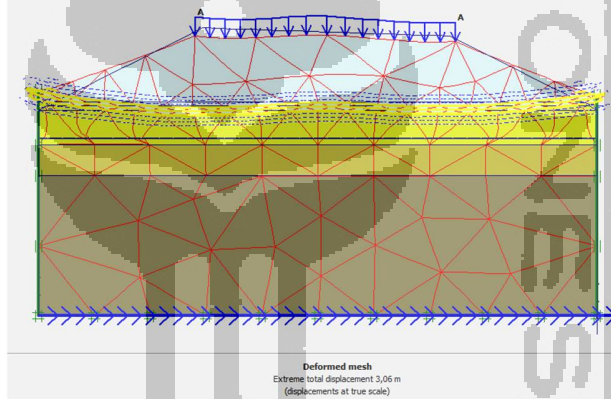 A
A
Deformed mesh
Extreme total displacement 3,06 m
(displacements at true scale)